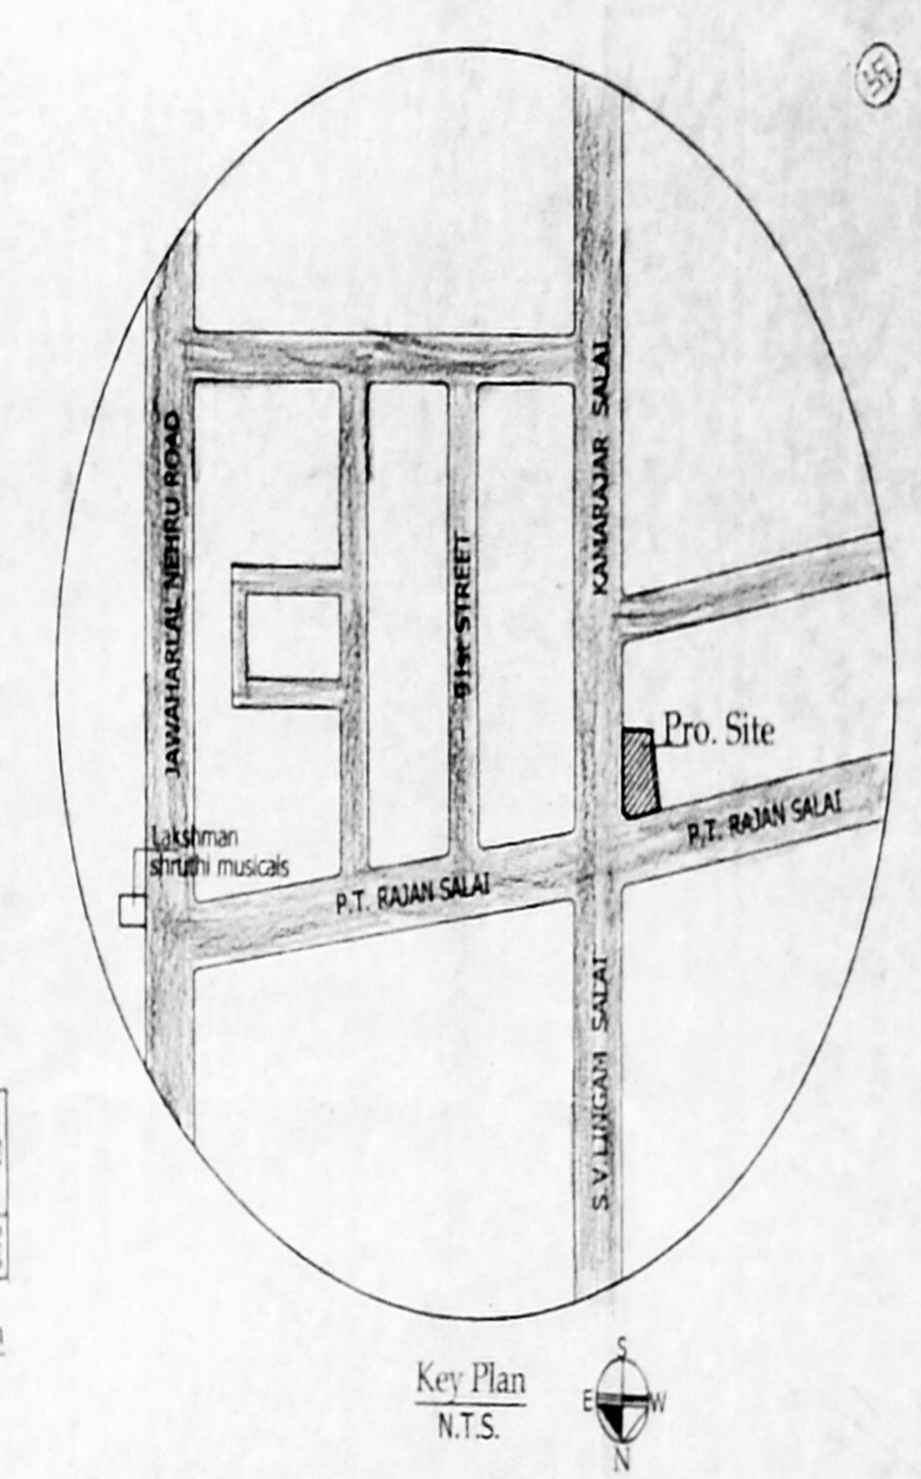 KAMARAJAR SALAI
JAWAHARLAL NEHRU ROAD
91st STREET
Pro. Site
P.T. RAJAN SALAI
Lakshman
shruthi musicals
P.T. RAJAN SALAI
S.V.LINGAM SALAI
Key Plan
N.T.S.
S
E W
N